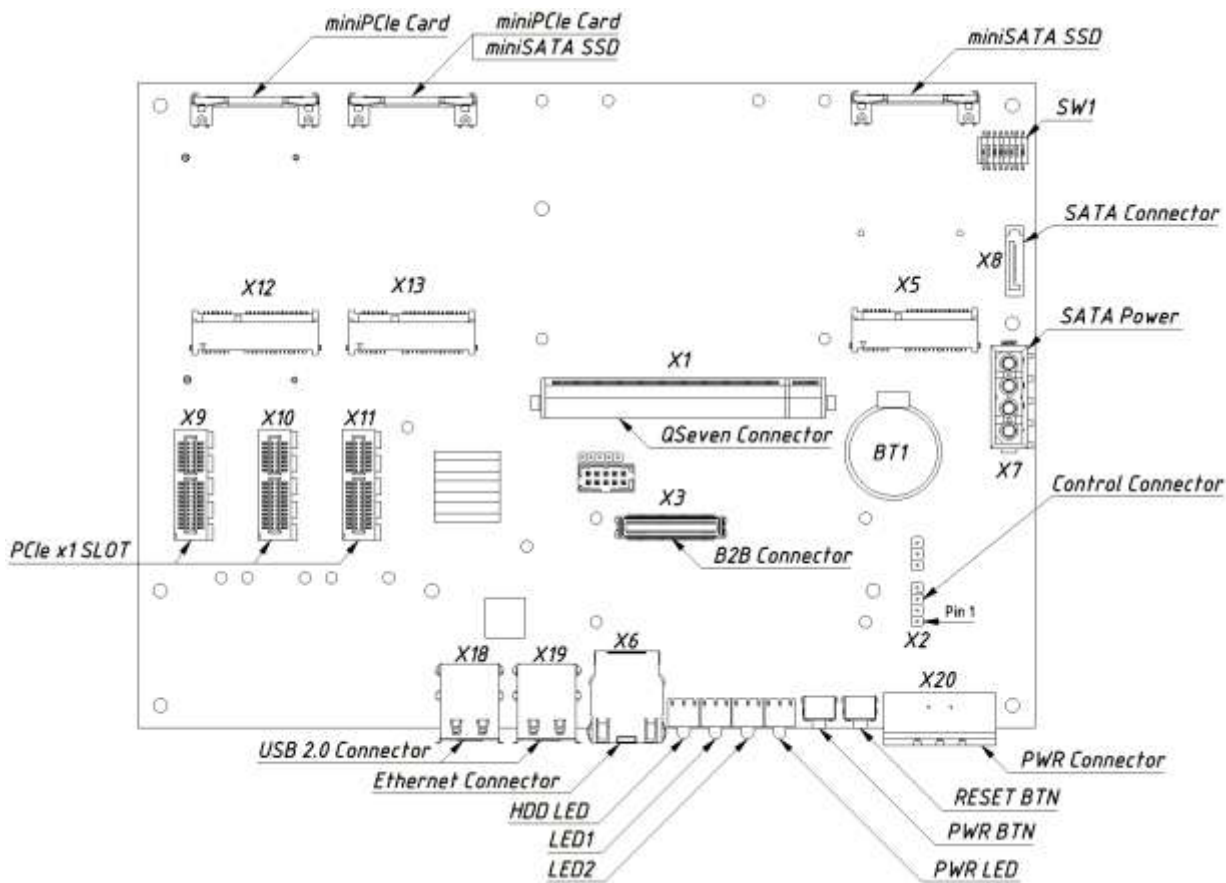 miniPCIe Card
miniPCIe Card
miniSATA SSD
miniSATA SSD
SW1
SATA Connector
X8
X12
X13
X5
SATA Power
X1
X9
X10
X11
QSeven Connector
BT1
X7
Control Connector
X3
PCIe x1 SLOT
B2B Connector
Pin 1
X2
X18
X19
X6
X20
USB 2.0 Connector
Ethernet Connector
PWR Connector
HDD LED
RESET BTN
LED1
PWR BTN
LED2
PWR LED